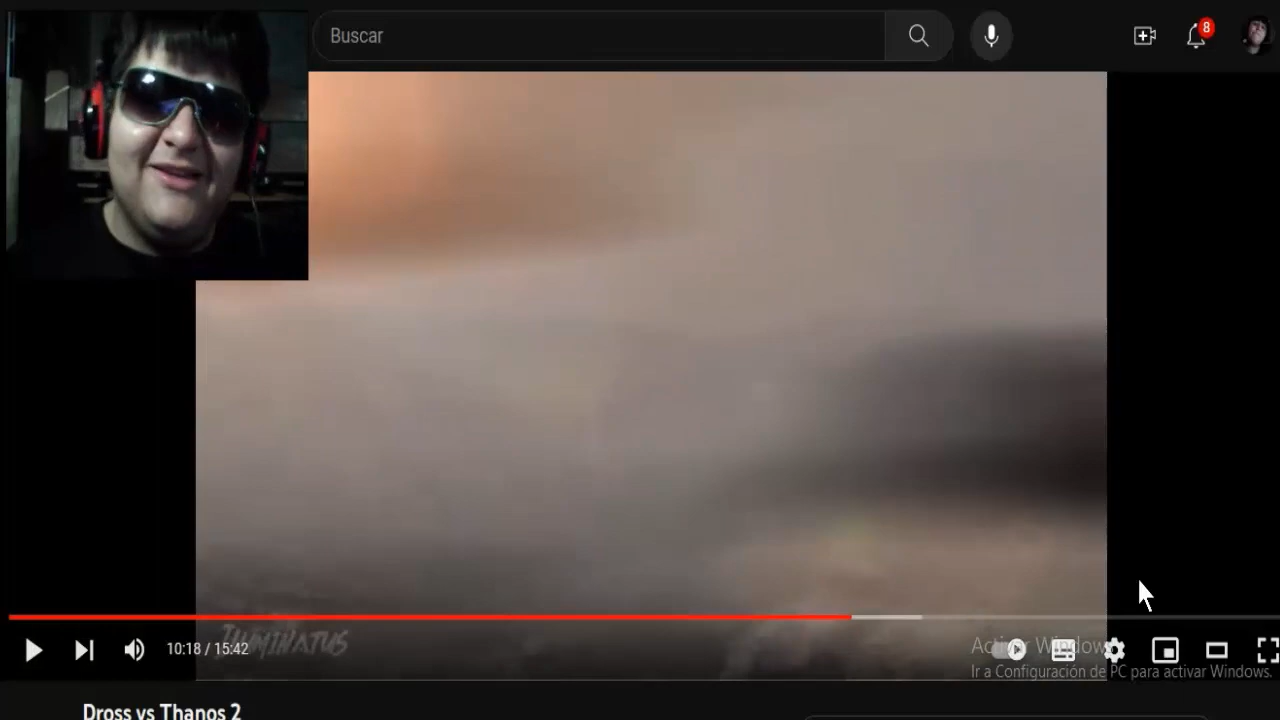 Buscar
8
10:18 / 15:42
ILUMINATUS
Activar Windows
Ir a Configuración de PC para activar Windows.
Dross vs Thanos 2